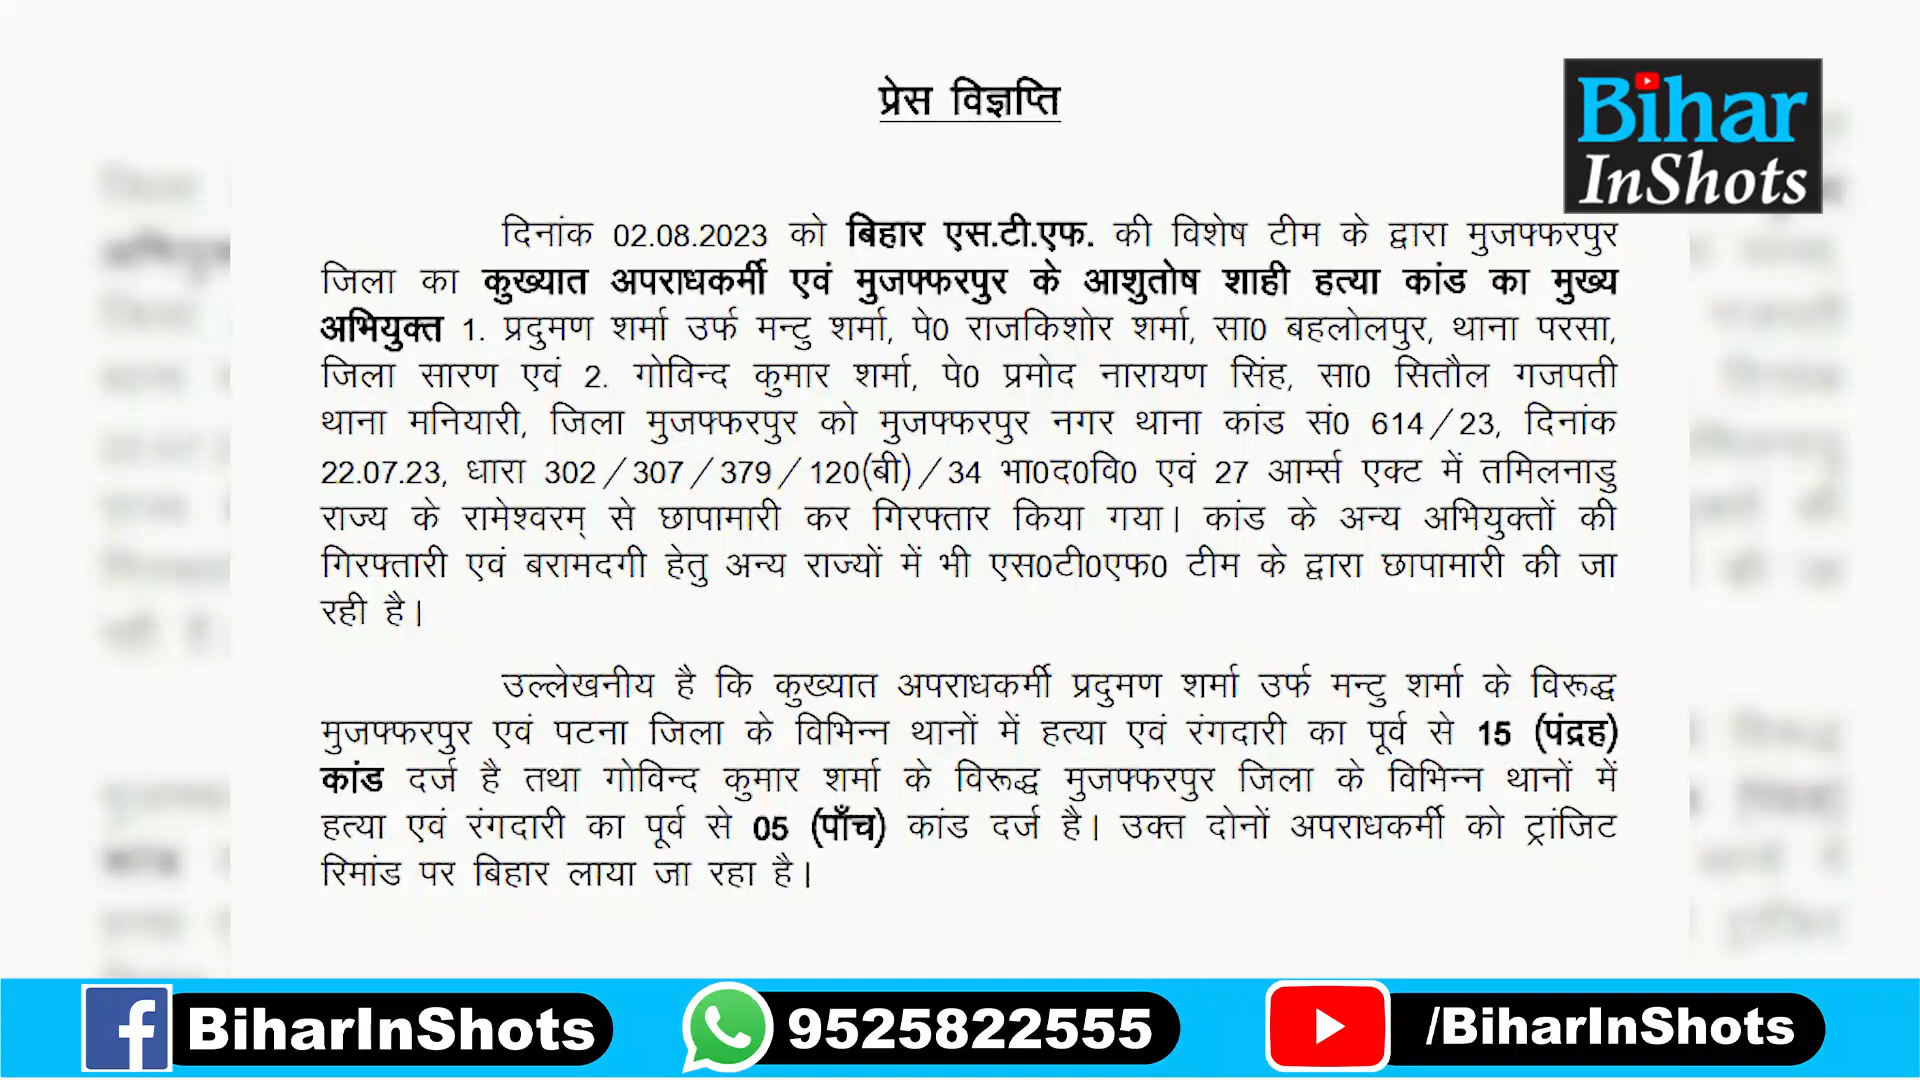 प्रेस विज्ञप्ति
Bihar
InShots
दिनांक 02.08.2023 को बिहार एस.टी.एफ. की विशेष टीम के द्वारा मुजफ्फरपुर
जिला का कुख्यात अपराधकर्मी एवं मुजफ्फरपुर के आशुतोष शाही हत्या कांड का मुख्य
अभियुक्त 1. प्रदुमण शर्मा उर्फ मन्टु शर्मा, पे0 राजकिशोर शर्मा, सा0 बहलोलपुर, थाना परसा,
जिला सारण एवं 2. गोविन्द कुमार शर्मा, पे0 प्रमोद नारायण सिंह, सा0 सितौल गजपती
थाना मनियारी, जिला मुजफ्फरपुर को मुजफ्फरपुर नगर थाना कांड सं0 614/23, दिनांक
22.07.23, धारा 302/307/379/120(बी)/34 भा0द0वि0 एवं 27 आर्म्स एक्ट में तमिलनाडु
राज्य के रामेश्वरम् से छापामारी कर गिरफ्तार किया गया। कांड के अन्य अभियुक्तों की
गिरफ्तारी एवं बरामदगी हेतु अन्य राज्यों में भी एस0टी0एफ0 टीम के द्वारा छापामारी की जा
रही है।
उल्लेखनीय है कि कुख्यात अपराधकर्मी प्रदुमण शर्मा उर्फ मन्टु शर्मा के विरूद्ध
मुजफ्फरपुर एवं पटना जिला के विभिन्न थानों में हत्या एवं रंगदारी का पूर्व से 15 (पंद्रह)
कांड दर्ज है तथा गोविन्द कुमार शर्मा के विरूद्ध मुजफ्फरपुर जिला के विभिन्न थानों में
हत्या एवं रंगदारी का पूर्व से 05 (पाँच) कांड दर्ज है। उक्त दोनों अपराधकर्मी को ट्रांजिट
रिमांड पर बिहार लाया जा रहा है।
BiharInShots
9525822555
/BiharInShots